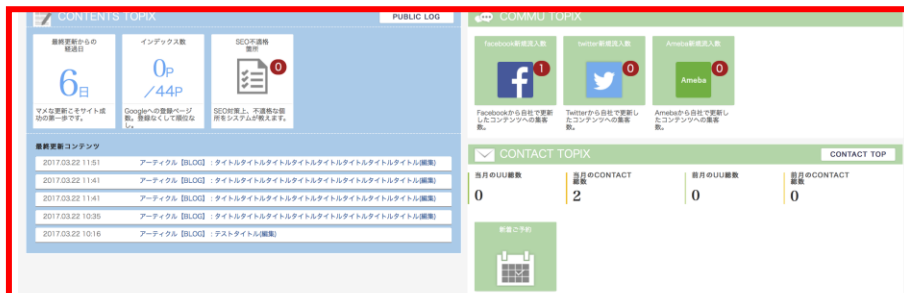 CONTENTS TOPIX
PUBLIC LOG
最終更新からの
経過日
6日
マメな更新こそサイト成
功の第一歩です。
インデックス数
0P
/44P
Googleへの登録ページ
数。登録なくして順位な
し。
SEO不適格
箇所
0
SEO対策上、不適格な個
所をシステムが教えます。
最終更新コンテンツ
2017.03.22 11:51 アーティクル【BLOG】：タイトルタイトルタイトルタイトルタイトルタイトルタイトルタイトル(編集)
2017.03.22 11:41 アーティクル【BLOG】：タイトルタイトルタイトルタイトルタイトルタイトルタイトルタイトル(編集)
2017.03.22 11:41 アーティクル【BLOG】：タイトルタイトルタイトルタイトルタイトルタイトルタイトルタイトル(編集)
2017.03.22 10:35 アーティクル【BLOG】：タイトルタイトルタイトルタイトルタイトルタイトルタイトルタイトル(編集)
2017.03.22 10:16 アーティクル【BLOG】：テストタイトル(編集)
COMMU TOPIX
facebook新規流入数
1
Facebookから自社で更新
したコンテンツへの集客
数。
twitter新規流入数
0
Twitterから自社で更新し
たコンテンツへの集客
数。
Ameba新規流入数
Ameba
0
Amebaから自社で更新し
たコンテンツへの集客
数。
CONTACT TOPIX
CONTACT TOP
当月のUU総数
0
当月のCONTACT
総数
2
前月のUU総数
0
前月のCONTACT
総数
0
新着ご予約